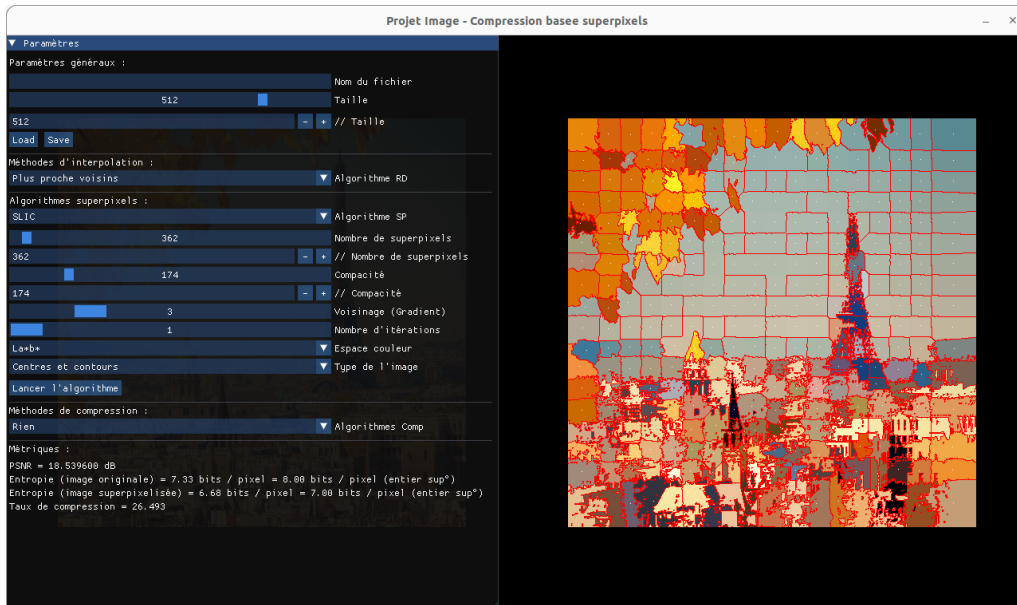 Projet Image - Compression basee superpixels
Paramètres
Paramètres généraux :
Nom du fichier
512 Taille
512 - + // Taille
Load Save
Méthodes d'interpolation :
Plus proche voisins Algorithme RD
Algorithmes superpixels :
SLIC Algorithme SP
362 Nombre de superpixels
362 - + // Nombre de superpixels
174 Compacité
174 - + // Compacité
3 Voisinage (Gradient)
1 Nombre d'itérations
La*b* Espace couleur
Centres et contours Type de l'image
Lancer l'algorithme
Méthodes de compression :
Rien Algorithmes Comp
Métriques :
PSNR = 18.539600 dB
Entropie (image originale) = 7.33 bits / pixel = 8.00 bits / pixel (entier sup°)
Entropie (image superpixelisée) = 6.68 bits / pixel = 7.00 bits / pixel (entier sup°)
Taux de compression = 26.493